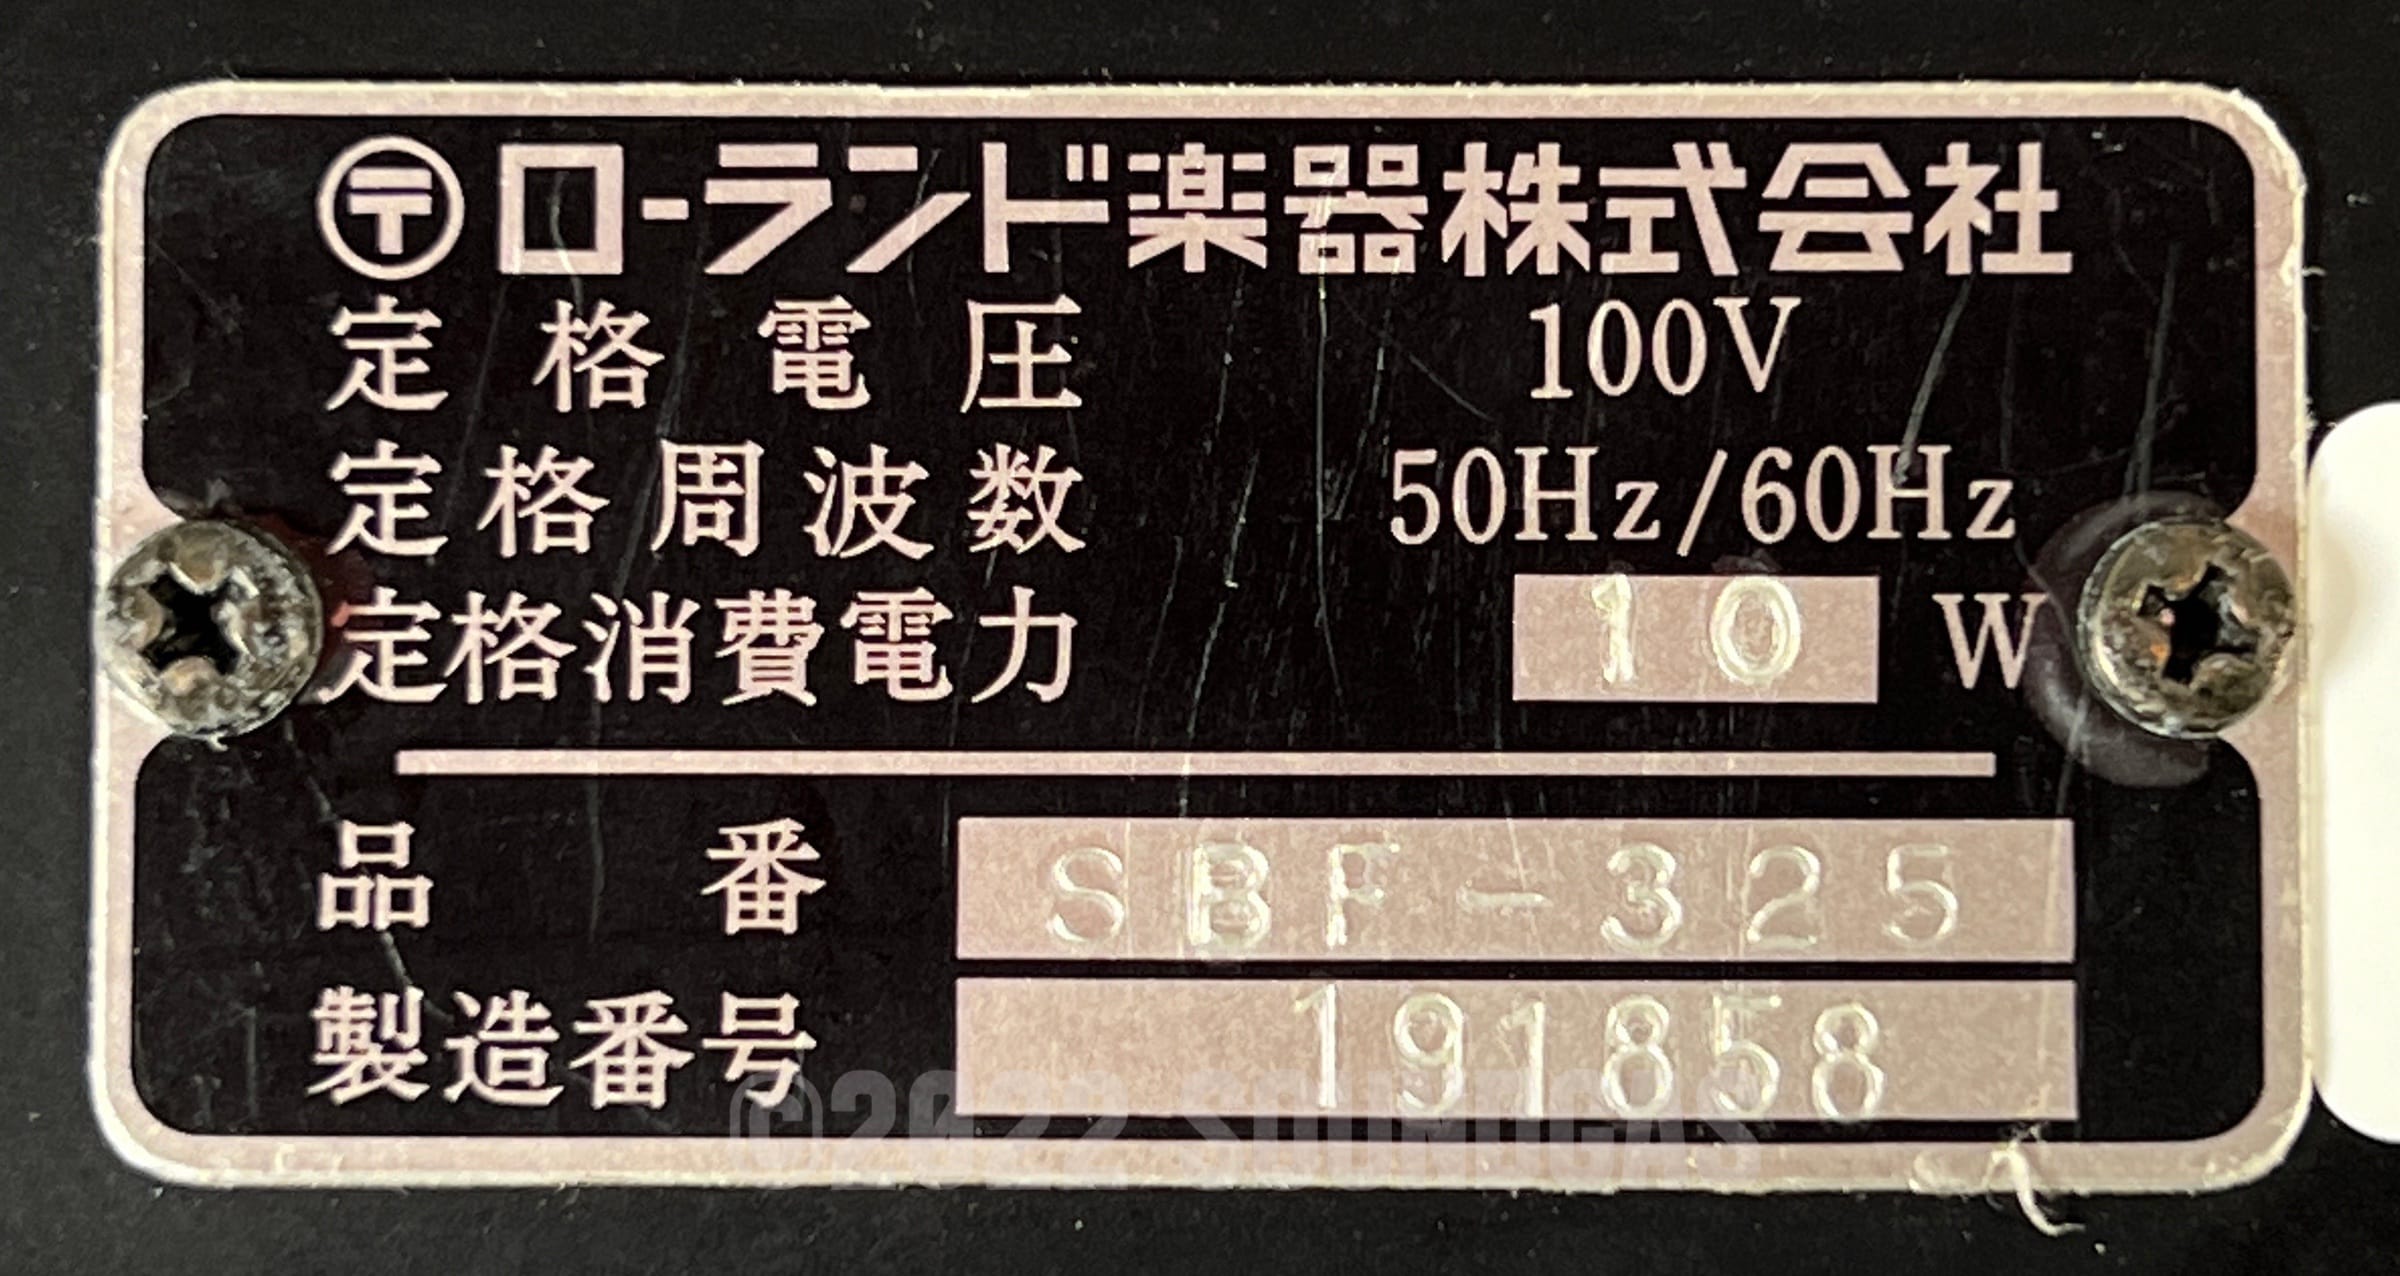 〶 ローランド楽器株式会社
定格電圧 100V
定格周波数 50Hz/60Hz
定格消費電力 10 W
品番 SBF-325
製造番号 191858
©2022 SOUNDGAS